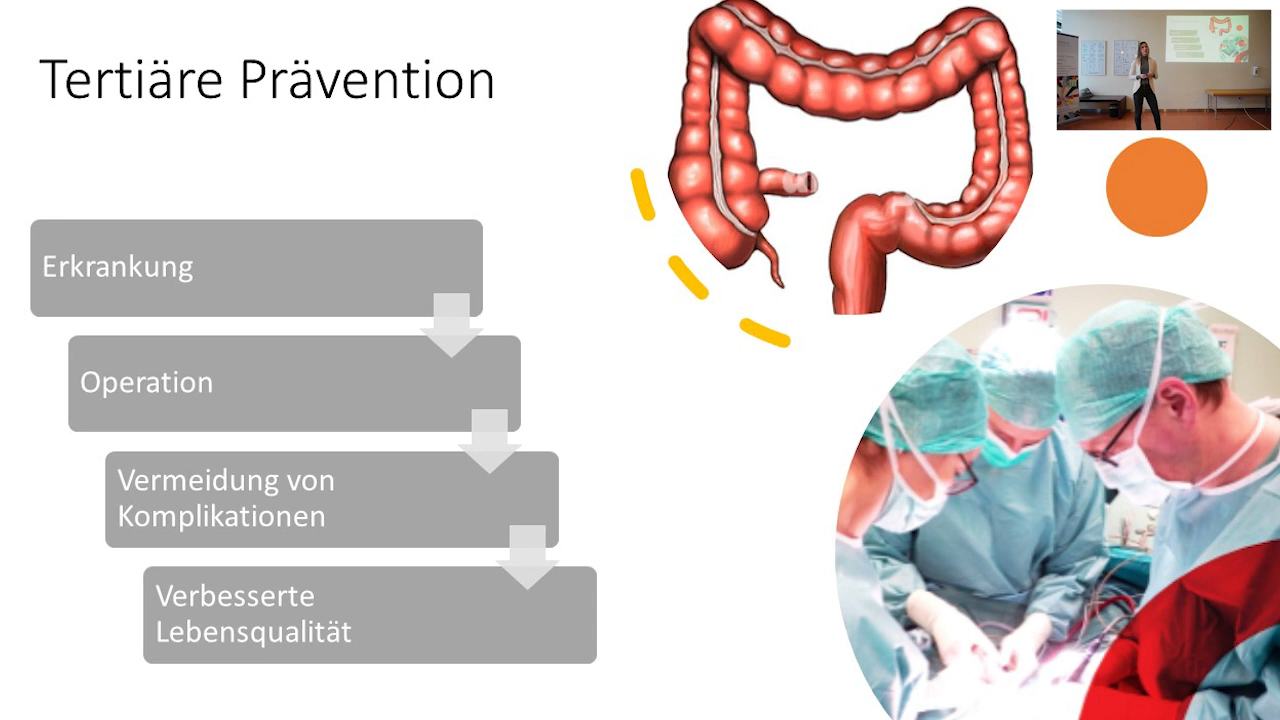 Tertiäre Prävention
Erkrankung
Operation
Vermeidung von
Komplikationen
Verbesserte
Lebensqualität